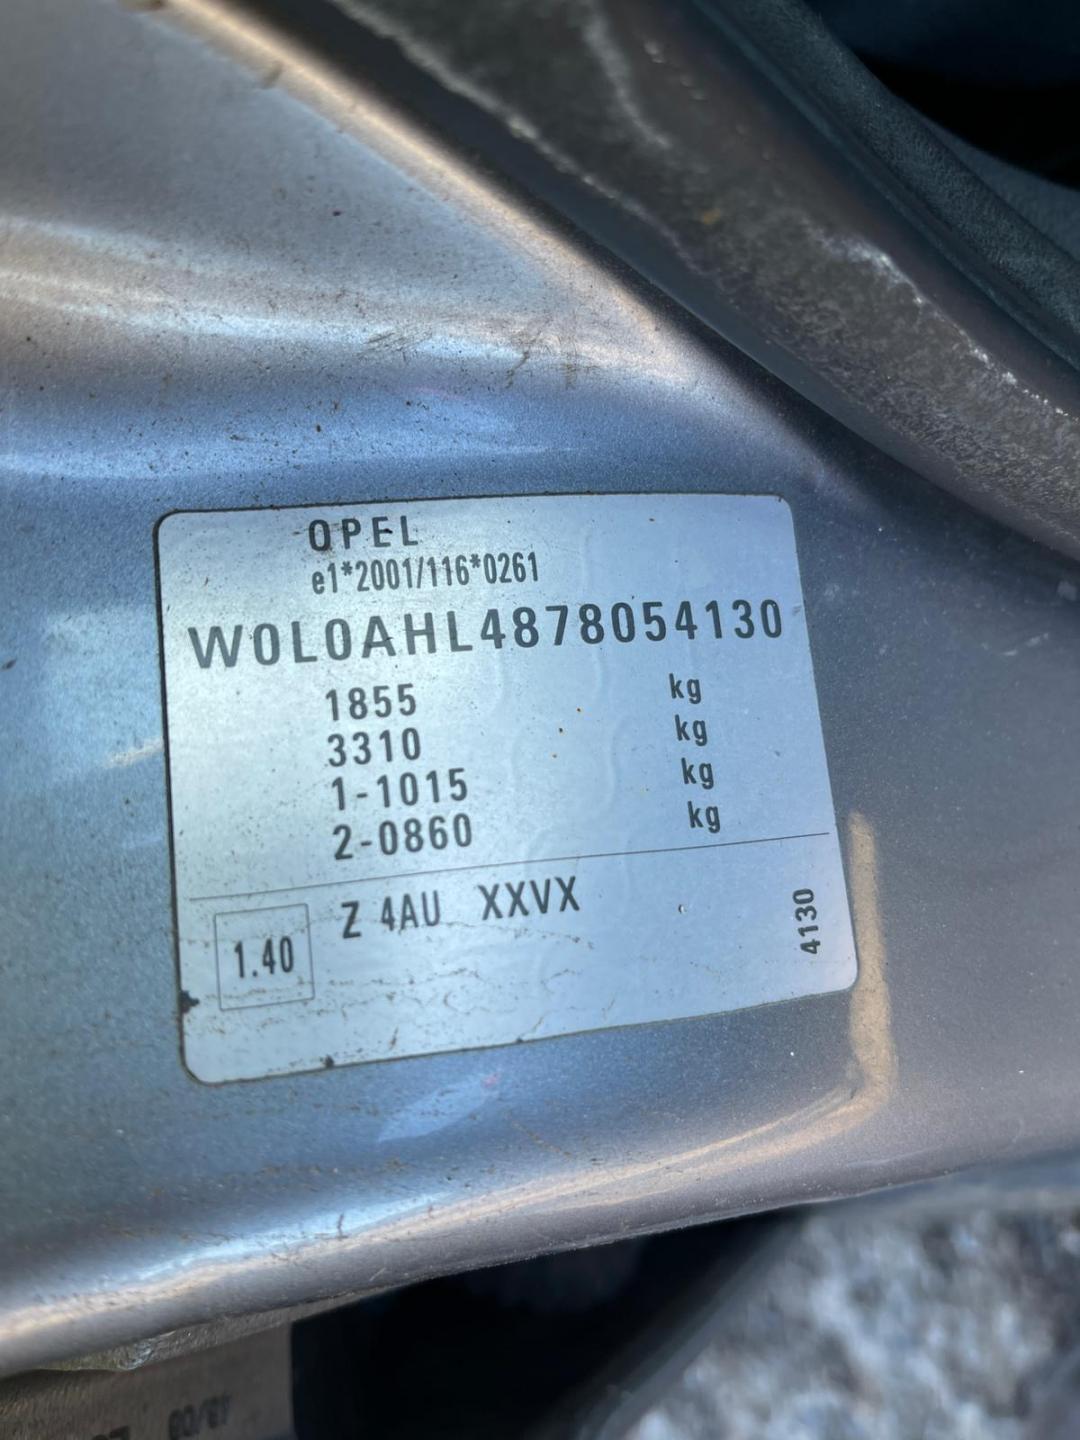 OPEL
e1*2001/116*0261
W0L0AHL4878054130
1855 kg
3310 kg
1-1015 kg
2-0860 kg
1.40 Z 4AU XXVX
4130